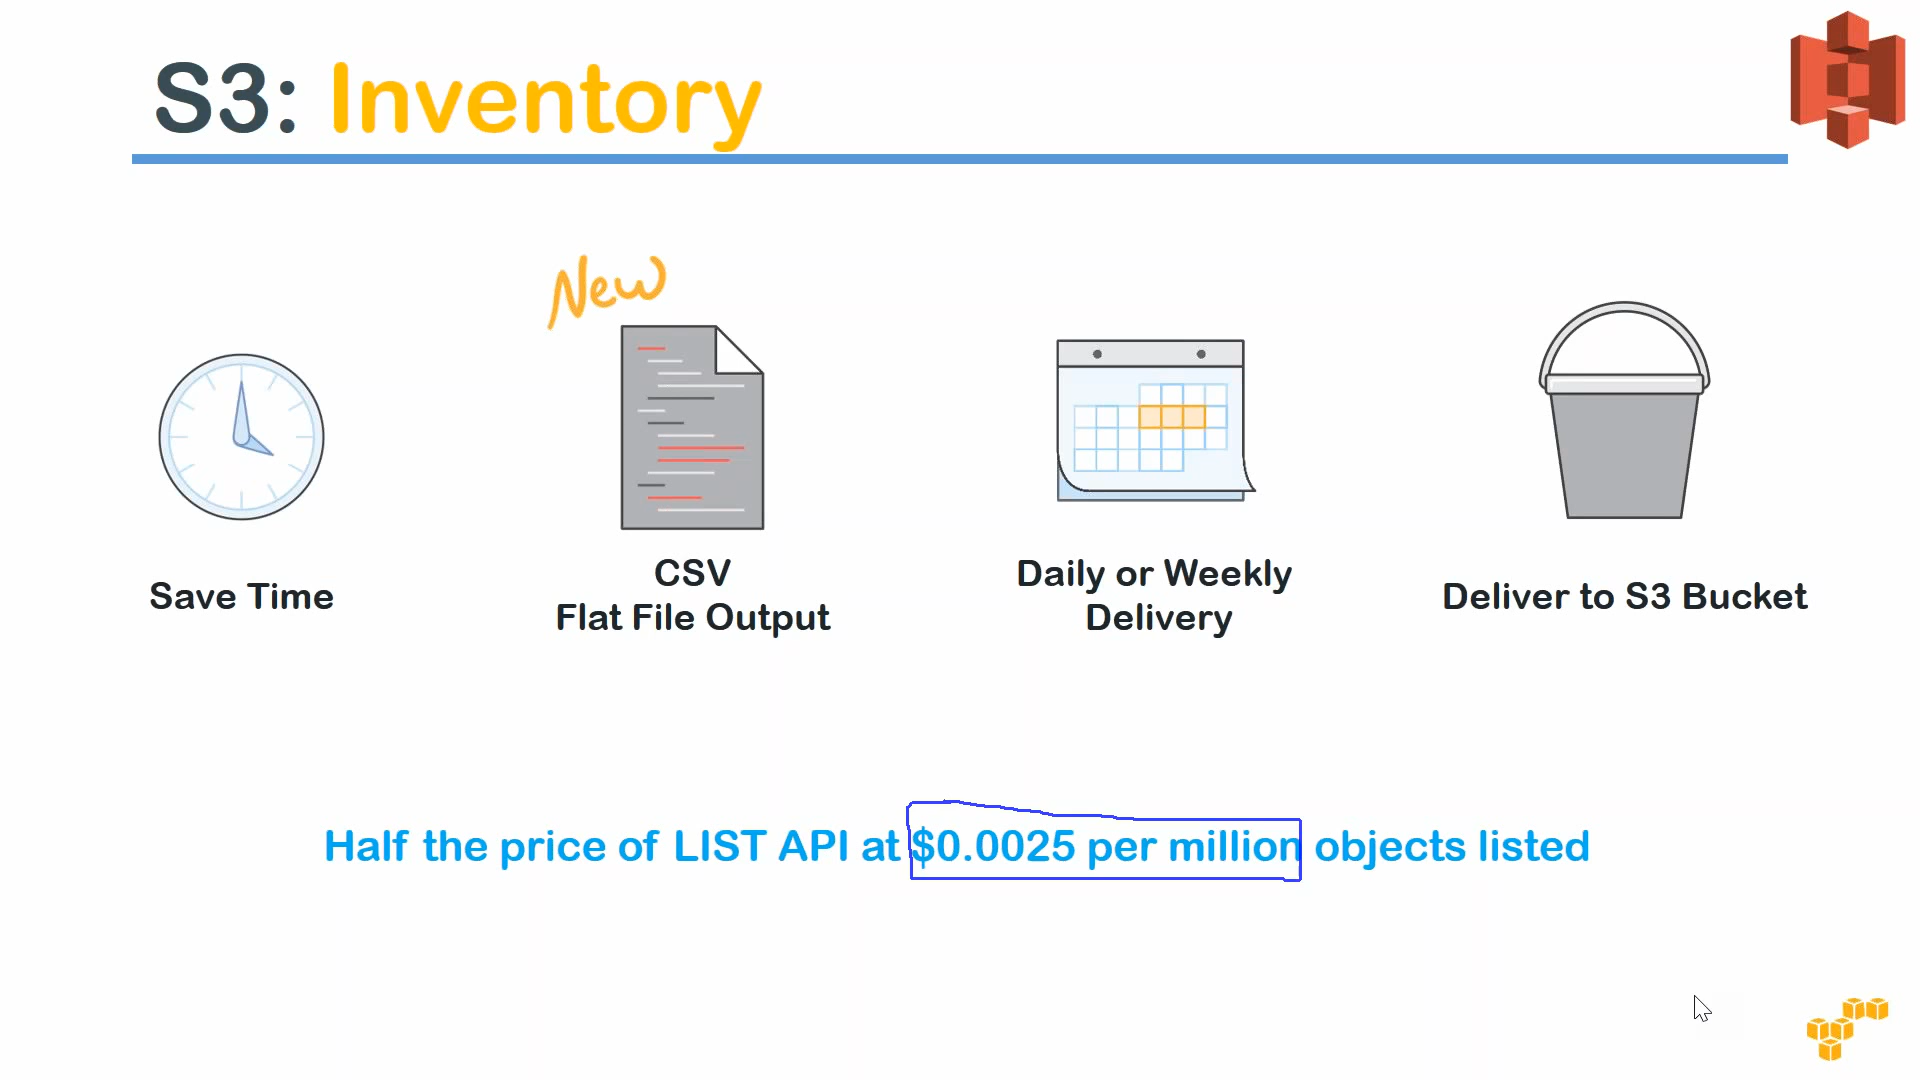 S3: Inventory
New
Save Time
CSV
Flat File Output
Daily or Weekly
Delivery
Deliver to S3 Bucket
Half the price of LIST API at $0.0025 per million objects listed